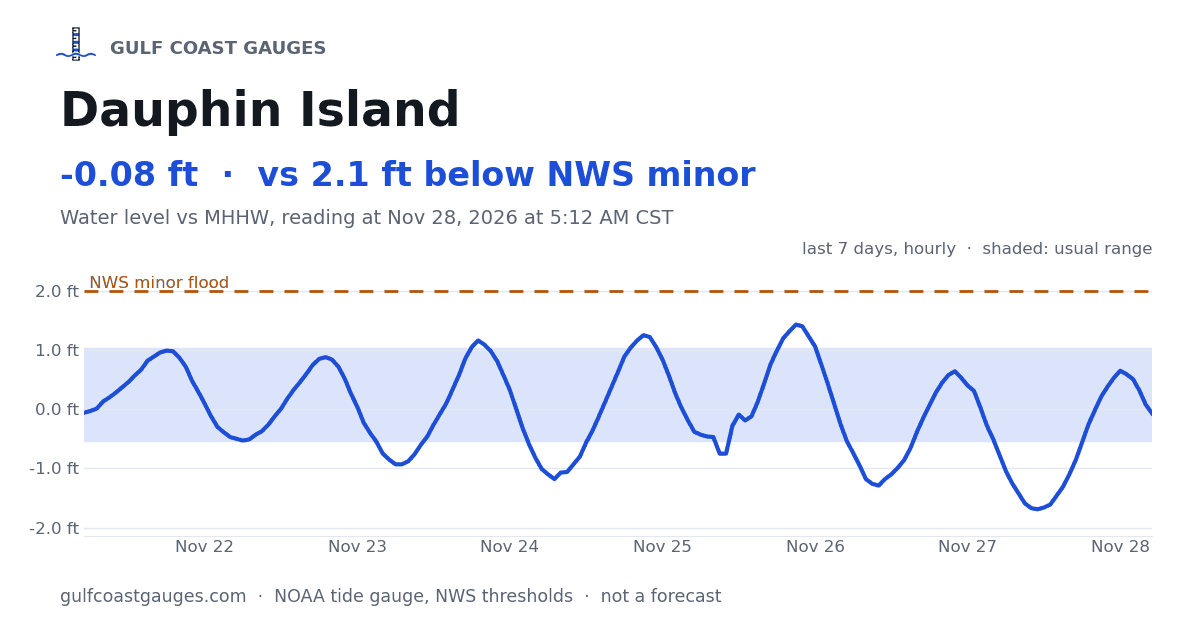 GULF COAST GAUGES
Dauphin Island
-0.08 ft · vs 2.1 ft below NWS minor
Water level vs MHHW, reading at Nov 28, 2026 at 5:12 AM CST
last 7 days, hourly · shaded: usual range
NWS minor flood
2.0 ft
1.0 ft
0.0 ft
-1.0 ft
-2.0 ft
Nov 22 Nov 23 Nov 24 Nov 25 Nov 26 Nov 27 Nov 28
gulfcoastgauges.com · NOAA tide gauge, NWS thresholds · not a forecast